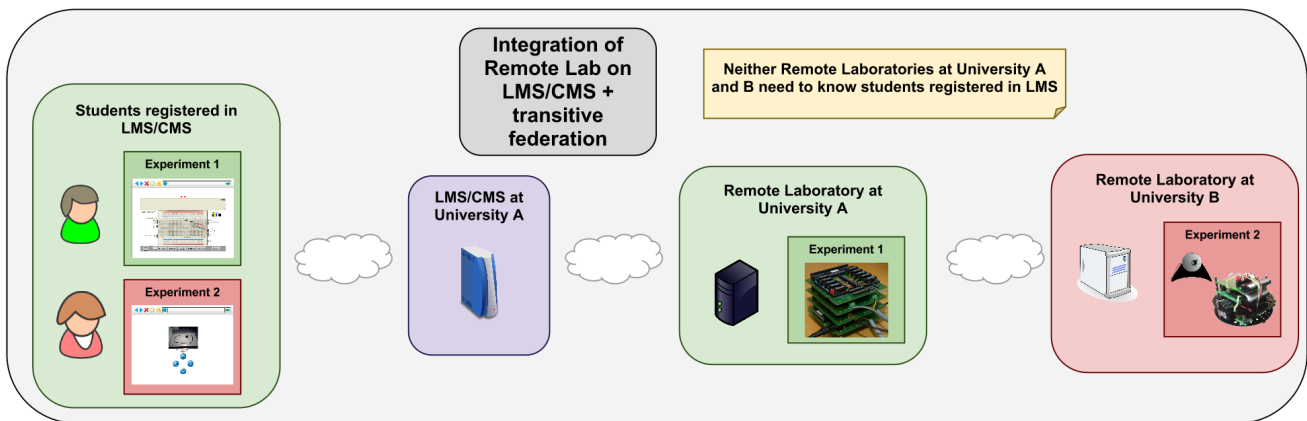 Integration of
Remote Lab on
LMS/CMS +
transitive
federation
Neither Remote Laboratories at University A
and B need to know students registered in LMS
Students registered in
LMS/CMS
Experiment 1
Experiment 2
LMS/CMS at
University A
Remote Laboratory at
University A
Experiment 1
Remote Laboratory at
University B
Experiment 2